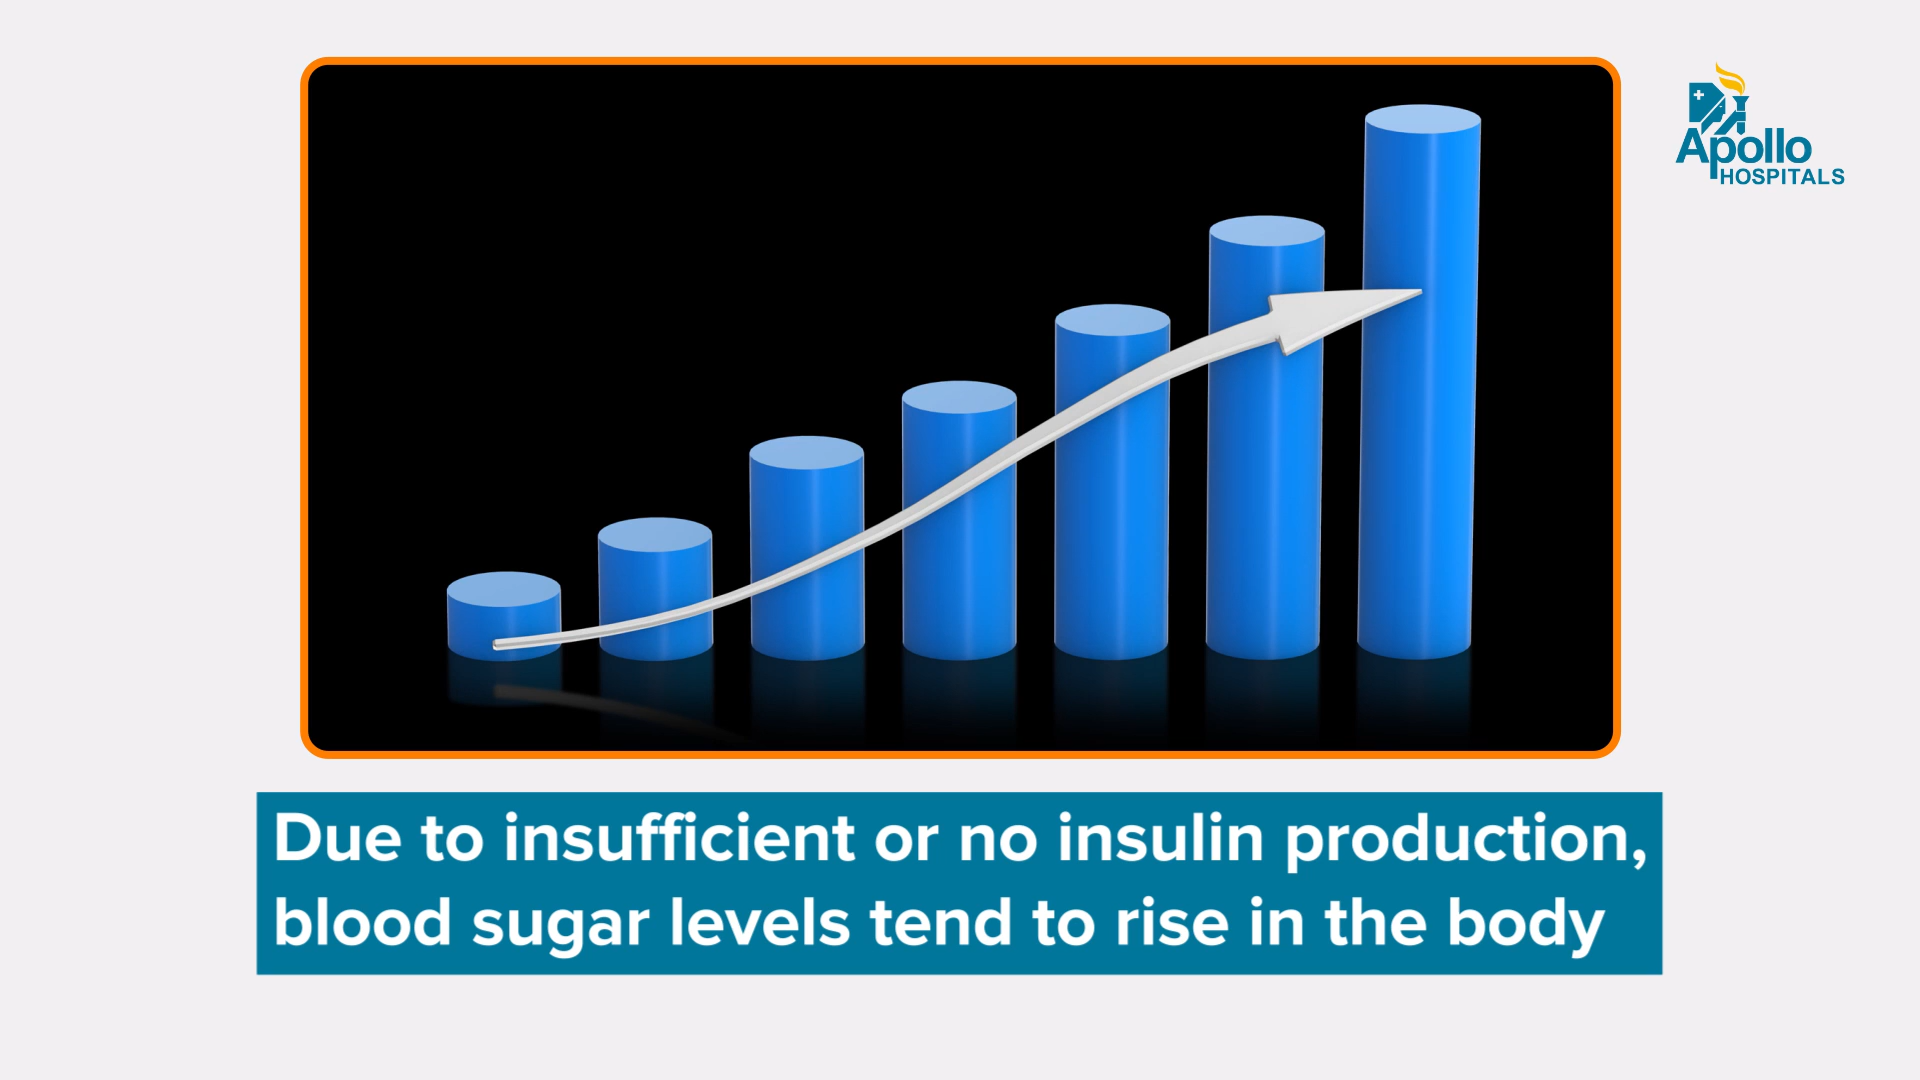 Apollo
HOSPITALS
Due to insufficient or no insulin production,
blood sugar levels tend to rise in the body